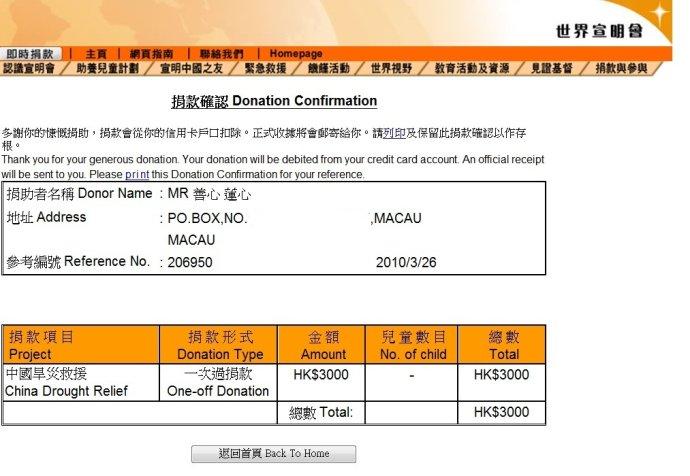 世界宣明會
即時捐款 | 主頁 | 網頁指南 | 聯絡我們 | Homepage
認識宣明會 / 助養兒童計劃 / 宣明中國之友 / 緊急救援 / 饑饉活動 / 世界視野 / 教育活動及資源 / 見證基督 / 捐款與參與
捐款確認 Donation Confirmation
多謝你的慷慨捐助，捐款會從你的信用卡戶口扣除。正式收據將會郵寄給你。請列印及保留此捐款確認以作存
根。
Thank you for your generous donation. Your donation will be debited from your credit card account. An official receipt
will be sent to you. Please print this Donation Confirmation for your reference.
捐助者名稱 Donor Name : MR 善心 蓮心
地址 Address : PO.BOX,NO. ,MACAU
MACAU
參考編號 Reference No. : 206950 2010/3/26
捐款項目 捐款形式 金額 兒童數目 總數
Project Donation Type Amount No. of child Total
中國旱災救援 一次過捐款 HK$3000 - HK$3000
China Drought Relief One-off Donation
總數 Total: HK$3000
返回首頁 Back To Home